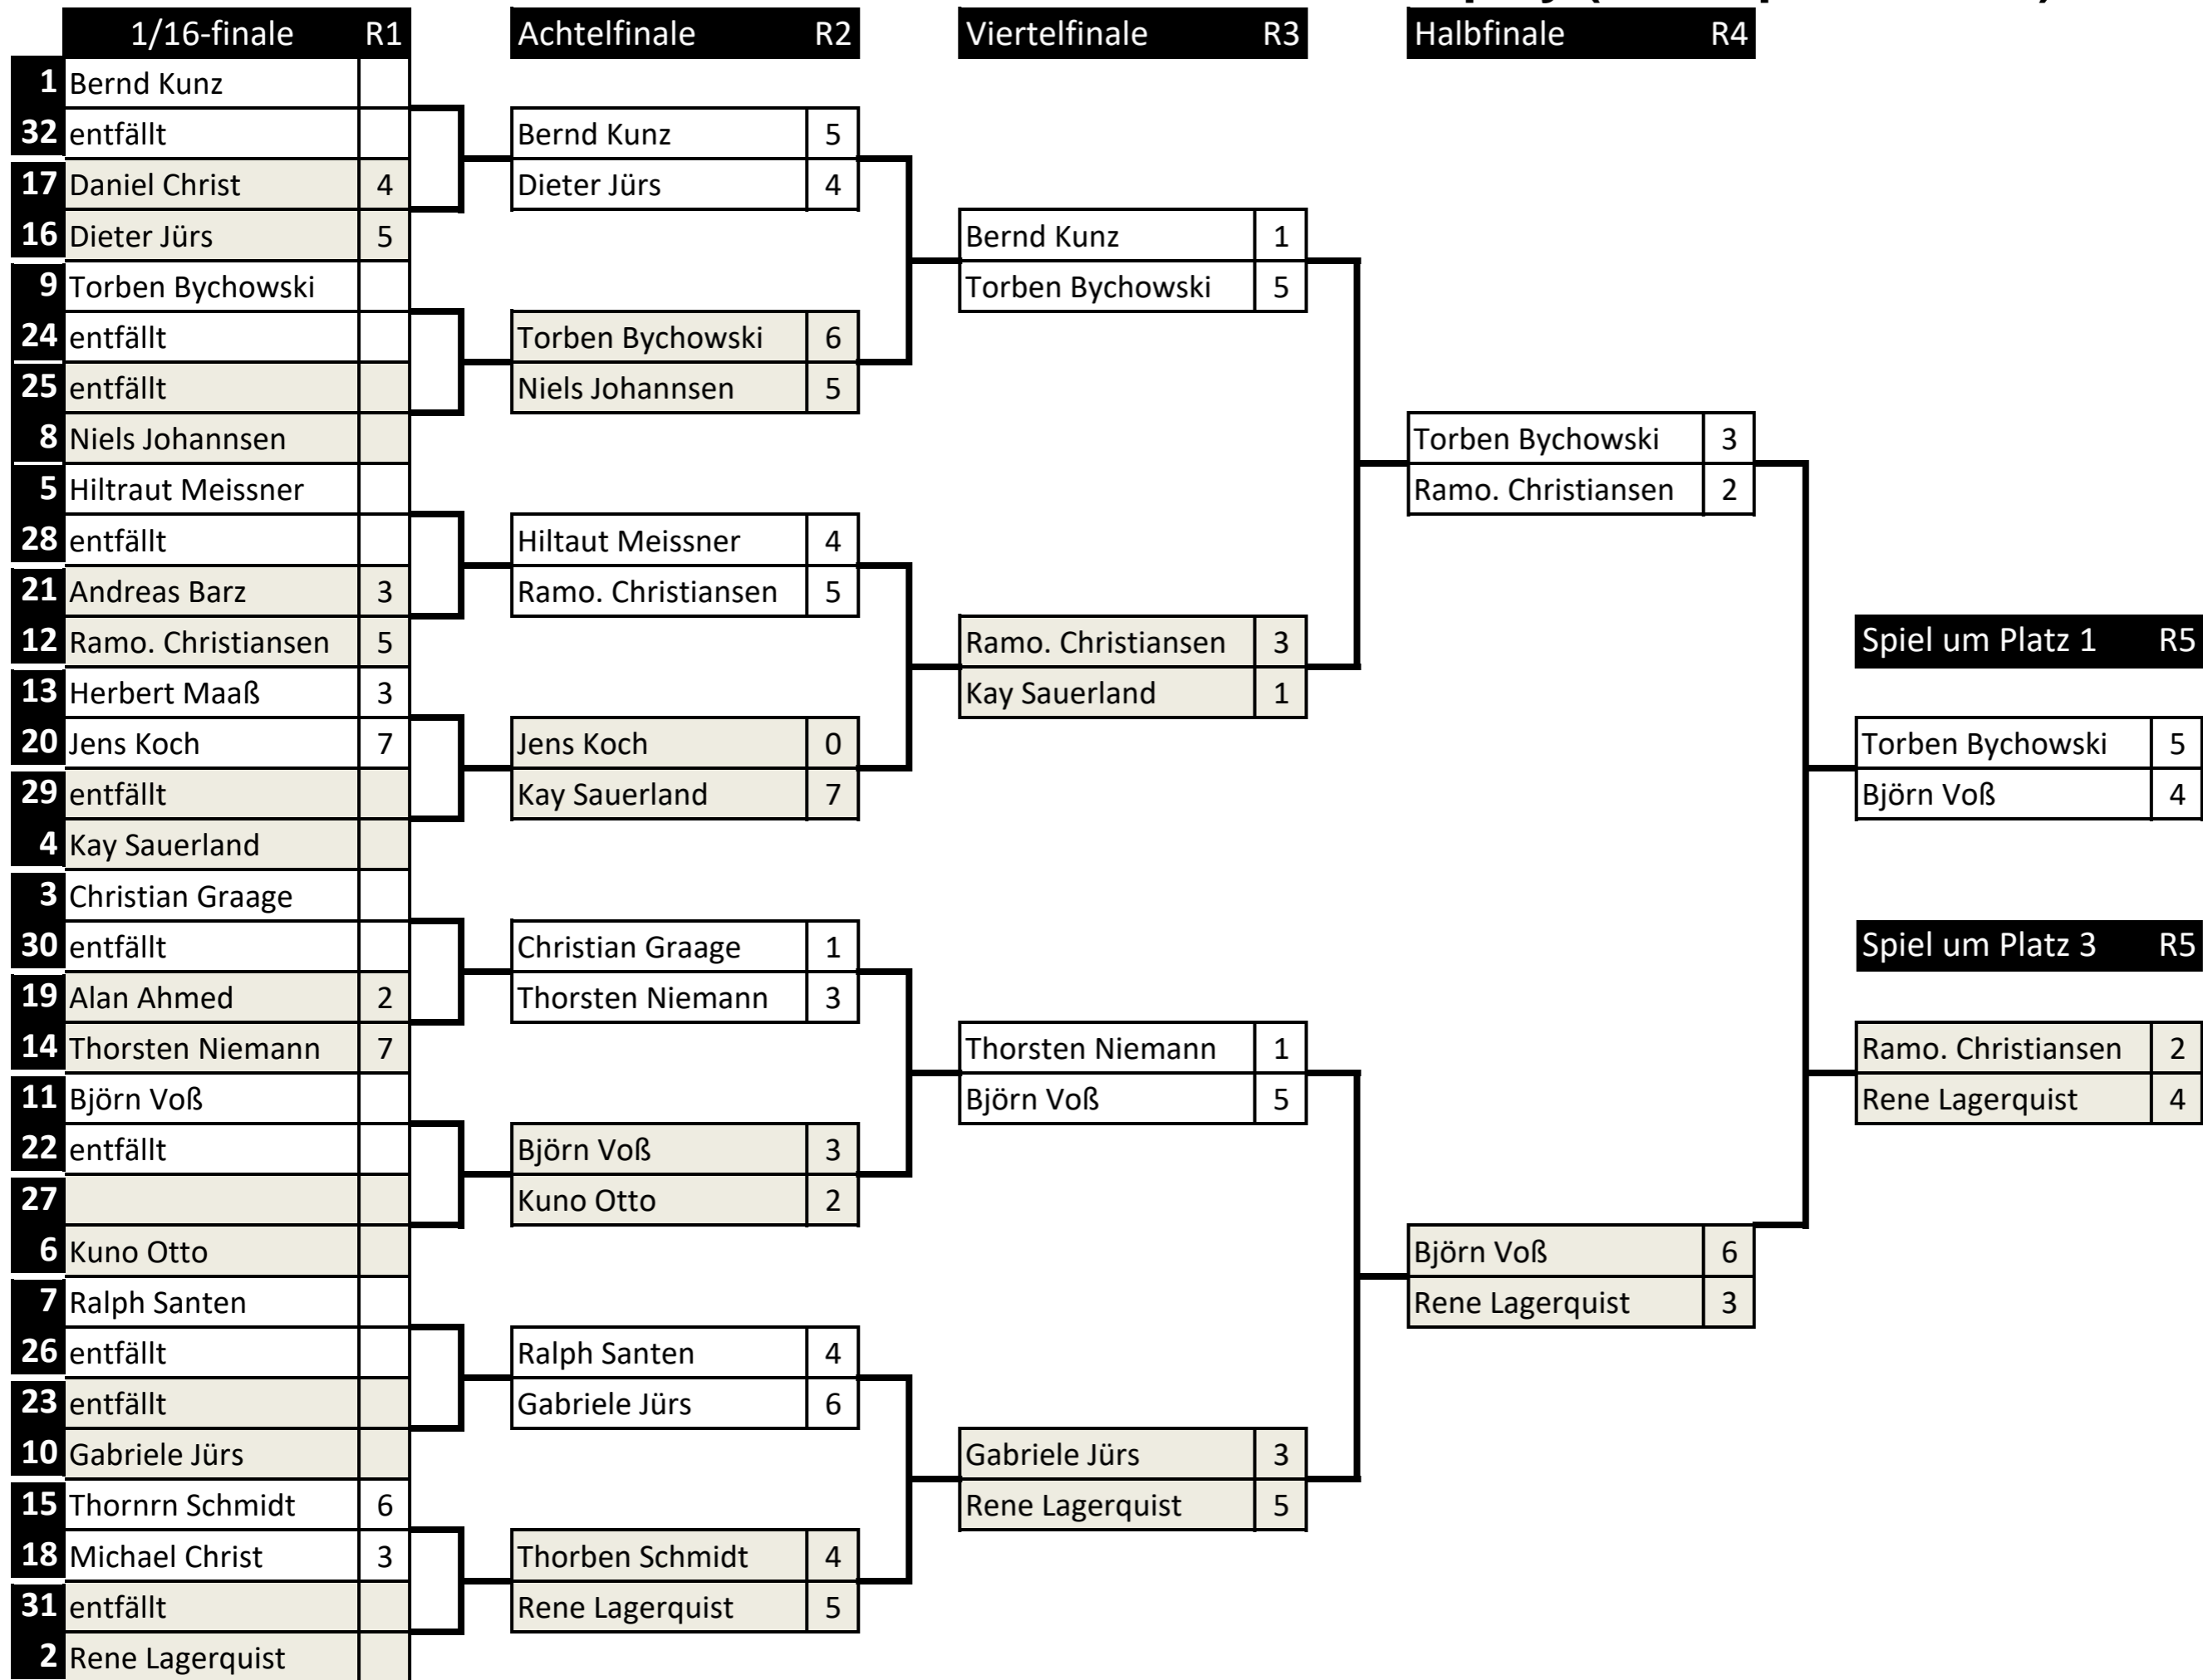 1/16-finale R1 Achtelfinale R2 Viertelfinale R3 Halbfinale R4
1 Bernd Kunz
32 entfällt Bernd Kunz 5
17 Daniel Christ 4 Dieter Jürs 4
16 Dieter Jürs 5 Bernd Kunz 1
9 Torben Bychowski Torben Bychowski 5
24 entfällt Torben Bychowski 6
25 entfällt Niels Johannsen 5
8 Niels Johannsen Torben Bychowski 3
5 Hiltraut Meissner Ramo. Christiansen 2
28 entfällt Hiltaut Meissner 4
21 Andreas Barz 3 Ramo. Christiansen 5
12 Ramo. Christiansen 5 Ramo. Christiansen 3 Spiel um Platz 1 R5
13 Herbert Maaß 3 Kay Sauerland 1
20 Jens Koch 7 Jens Koch 0 Torben Bychowski 5
29 entfällt Kay Sauerland 7 Björn Voß 4
4 Kay Sauerland
3 Christian Graage
30 entfällt Christian Graage 1 Spiel um Platz 3 R5
19 Alan Ahmed 2 Thorsten Niemann 3
14 Thorsten Niemann 7 Thorsten Niemann 1 Ramo. Christiansen 2
11 Björn Voß Björn Voß 5 Rene Lagerquist 4
22 entfällt Björn Voß 3
27 Kuno Otto 2
6 Kuno Otto Björn Voß 6
7 Ralph Santen Rene Lagerquist 3
26 entfällt Ralph Santen 4
23 entfällt Gabriele Jürs 6
10 Gabriele Jürs Gabriele Jürs 3
15 Thornrn Schmidt 6 Rene Lagerquist 5
18 Michael Christ 3 Thorben Schmidt 4
31 entfällt Rene Lagerquist 5
2 Rene Lagerquist